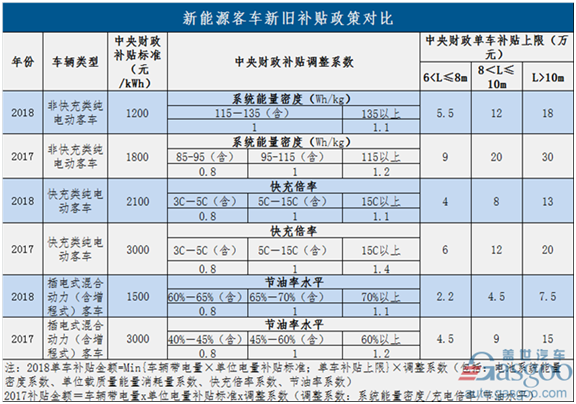 新能源客车新旧补贴政策对比
年份 车辆类型 中央财政补贴标准（元/kWh） 中央财政补贴调整系数 中央财政单车补贴上限（万元）
6<L≤8m 8<L≤10m L>10m
2018 非快充类纯电动客车 1200 系统能量密度（Wh/kg） 5.5 12 18
115－135（含） 135以上
1 1.1
2017 非快充类纯电动客车 1800 系统能量密度（Wh/kg） 9 20 30
85-95（含） 95-115（含） 115以上
0.8 1 1.2
2018 快充类纯电动客车 2100 快充倍率 4 8 13
3C－5C（含） 5C－15C（含） 15C以上
0.8 1 1.1
2017 快充类纯电动客车 3000 快充倍率 6 12 20
3C－5C（含） 5C－15C（含） 15C以上
0.8 1 1.4
2018 插电式混合动力（含增程式）客车 1500 节油率水平 2.2 4.5 7.5
60%－65%（含） 65%－70%（含） 70%以上
0.8 1 1.1
2017 插电式混合动力（含增程式）客车 3000 节油率水平 4.5 9 15
40%－45%（含） 45%－60%（含） 60%以上
0.8 1 1.2
注：2018单车补贴金额=Min{车辆带电量×单位电量补贴标准；单车补贴上限}×调整系数（包括：电池系统能量
密度系数、单位载质量能量消耗量系数、快充倍率系数、节油率系数）
2017补贴金额＝车辆带电量x单位电量补贴标准x调整系数（调整系数：系统能量密度/充电倍率/节油水平）
盖世汽车
Gasgoo
auto.gasgoo.com